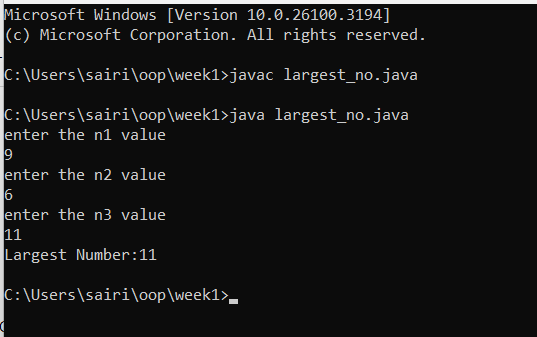 Microsoft Windows [Version 10.0.26100.3194]
(c) Microsoft Corporation. All rights reserved.
C:\Users\sairi\oop\week1>javac largest_no.java
C:\Users\sairi\oop\week1>java largest_no.java
enter the n1 value
9
enter the n2 value
6
enter the n3 value
11
Largest Number:11
C:\Users\sairi\oop\week1>